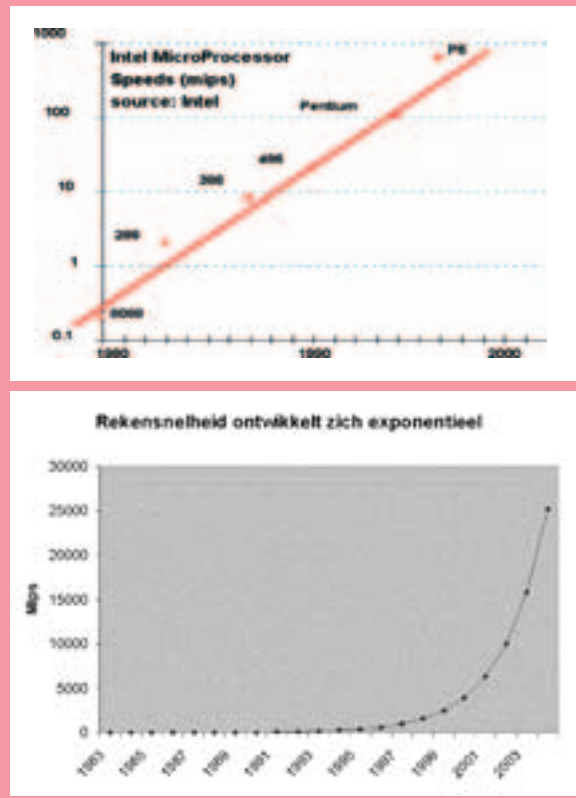 1000
Intel MicroProcessor
Speeds (mips)
source: Intel
P6
100
Pentium
486
10
386
286
1
8088
0.1
1980 1990 2000
Rekensnelheid ontwikkelt zich exponentieel
30000
25000
20000
15000
10000
5000
0
Mips
1983 1985 1987 1989 1991 1993 1995 1997 1999 2001 2003